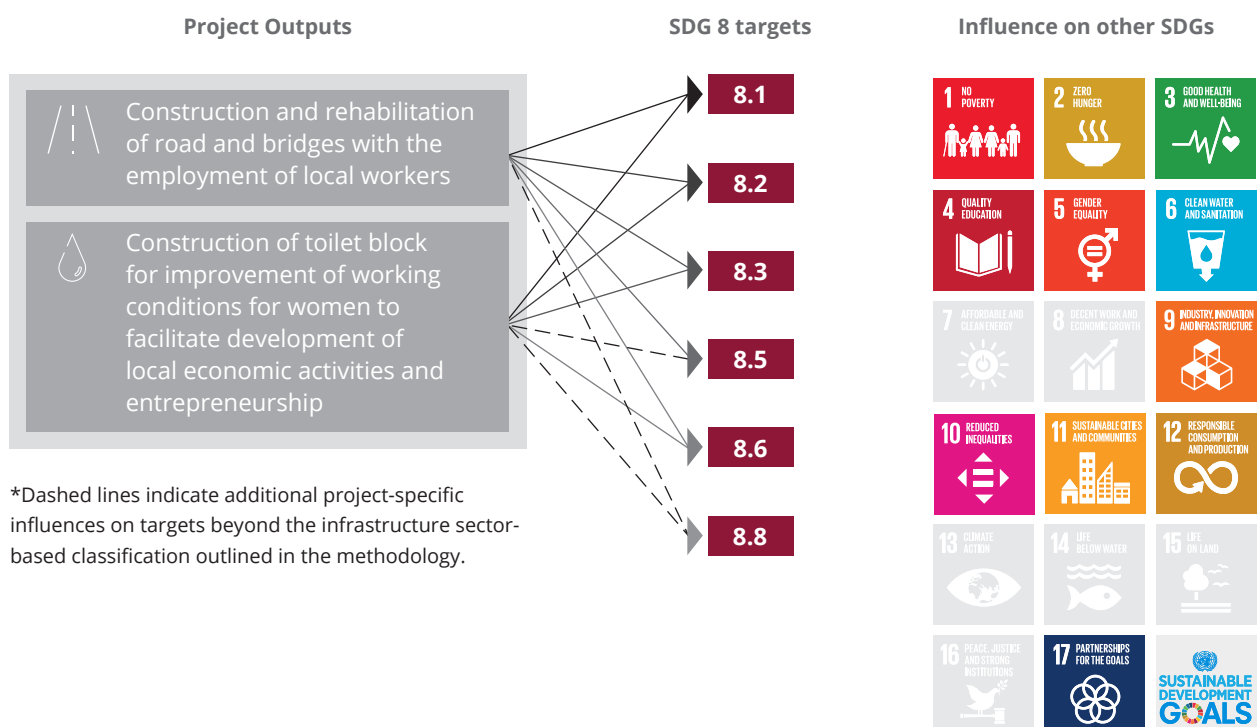 Project Outputs
SDG 8 targets
Influence on other SDGs
Construction and rehabilitation
of road and bridges with the
employment of local workers
Construction of toilet block
for improvement of working
conditions for women to
facilitate development of
local economic activities and
entrepreneurship
*Dashed lines indicate additional project-specific
influences on targets beyond the infrastructure sector-
based classification outlined in the methodology.
8.1
8.2
8.3
8.5
8.6
8.8
1 NO
POVERTY
2 ZERO
HUNGER
3 GOOD HEALTH
AND WELL-BEING
4 QUALITY
EDUCATION
5 GENDER
EQUALITY
6 CLEAN WATER
AND SANITATION
7 AFFORDABLE AND
CLEAN ENERGY
8 DECENT WORK AND
ECONOMIC GROWTH
9 INDUSTRY, INNOVATION
AND INFRASTRUCTURE
10 REDUCED
INEQUALITIES
11 SUSTAINABLE CITIES
AND COMMUNITIES
12 RESPONSIBLE
CONSUMPTION
AND PRODUCTION
13 CLIMATE
ACTION
14 LIFE
BELOW WATER
15 LIFE
ON LAND
16 PEACE, JUSTICE
AND STRONG
INSTITUTIONS
17 PARTNERSHIPS
FOR THE GOALS
SUSTAINABLE
DEVELOPMENT
GOALS